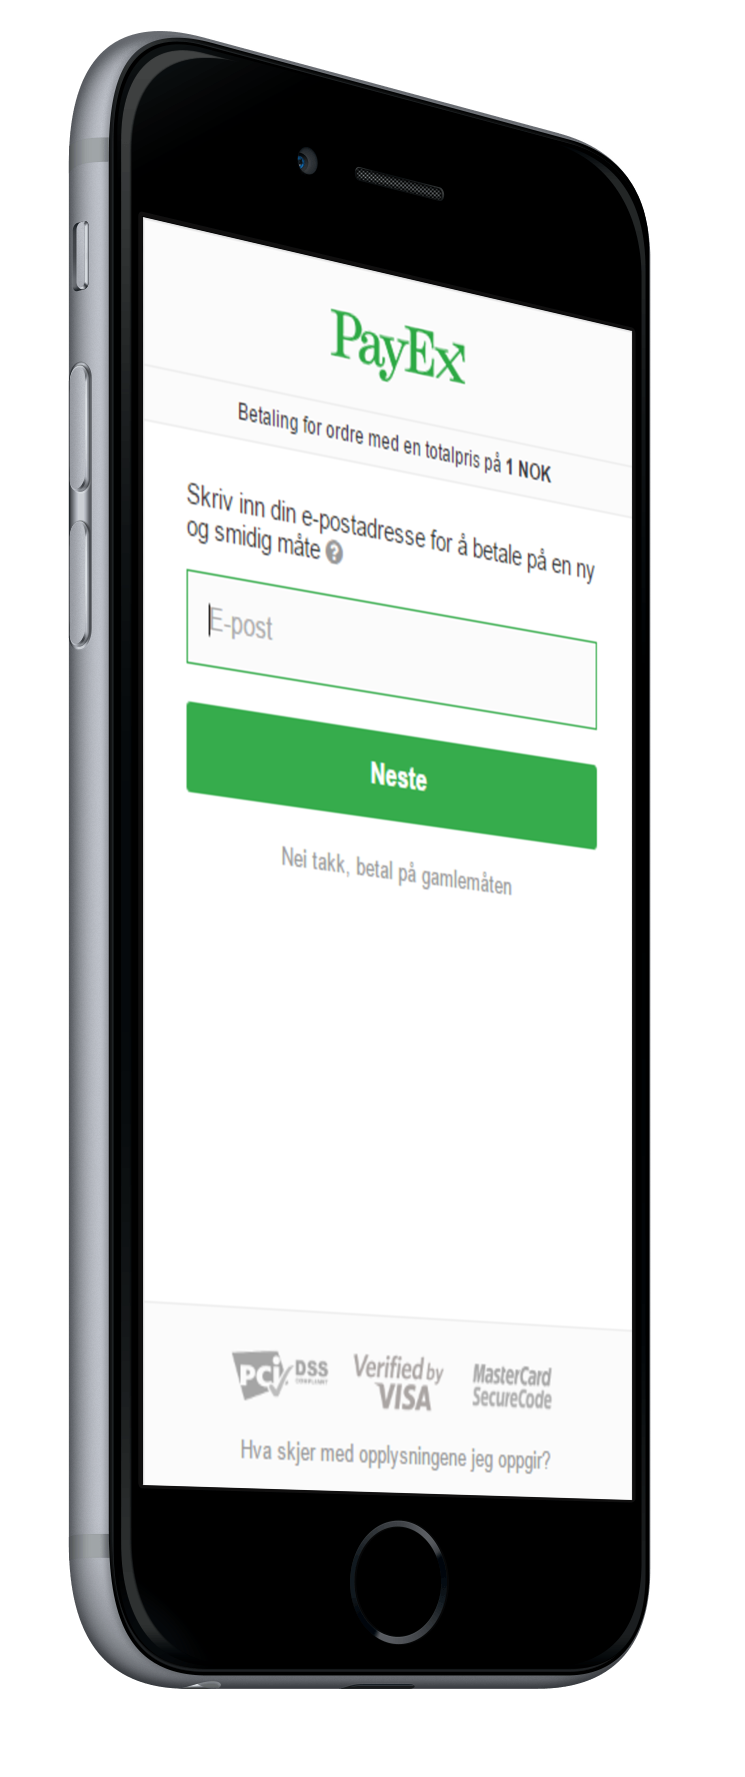 PayEx
Betaling for ordre med en totalpris på 1 NOK
Skriv inn din e-postadresse for å betale på en ny
og smidig måte ?
E-post
Neste
Nei takk, betal på gamlemåten
PCI DSS
Verified by
VISA
MasterCard
SecureCode
Hva skjer med opplysningene jeg oppgir?